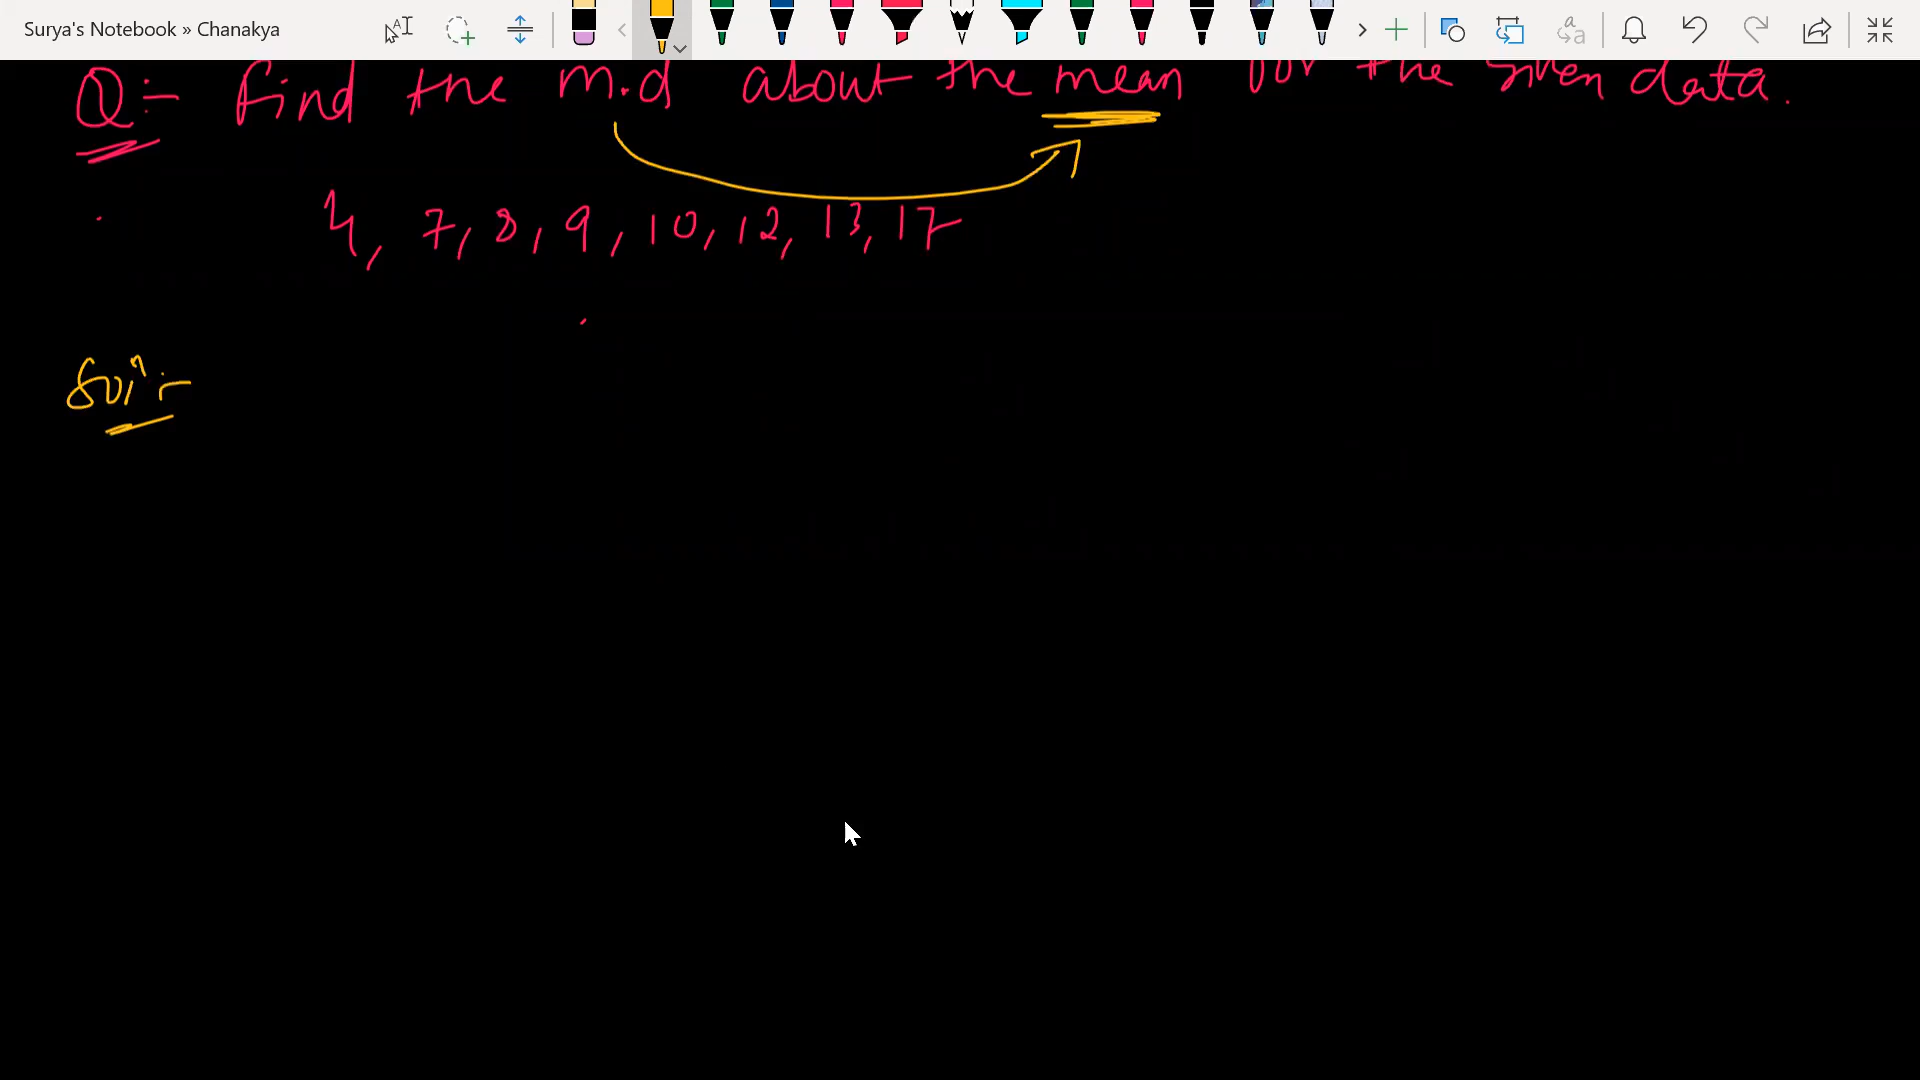 Surya's Notebook » Chanakya
Q:- Find the m.d about the mean for the given data.
4, 7, 8, 9, 10, 12, 13, 17
Solⁿ :-